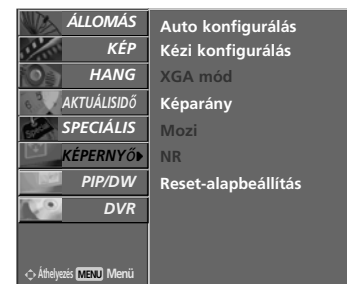 ÁLLOMÁS
KÉP
HANG
AKTUÁLISIDŐ
SPECIÁLIS
KÉPERNYŐ
PIP/DW
DVR
Áthelyezés MENU Menü
Auto konfigurálás
Kézi konfigurálás
XGA mód
Képarány
Mozi
NR
Reset-alapbeállítás